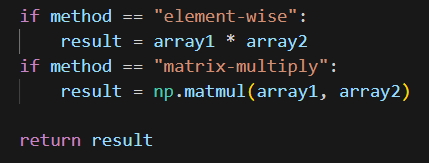 if method == "element-wise":
    result = array1 * array2
if method == "matrix-multiply":
    result = np.matmul(array1, array2)

return result